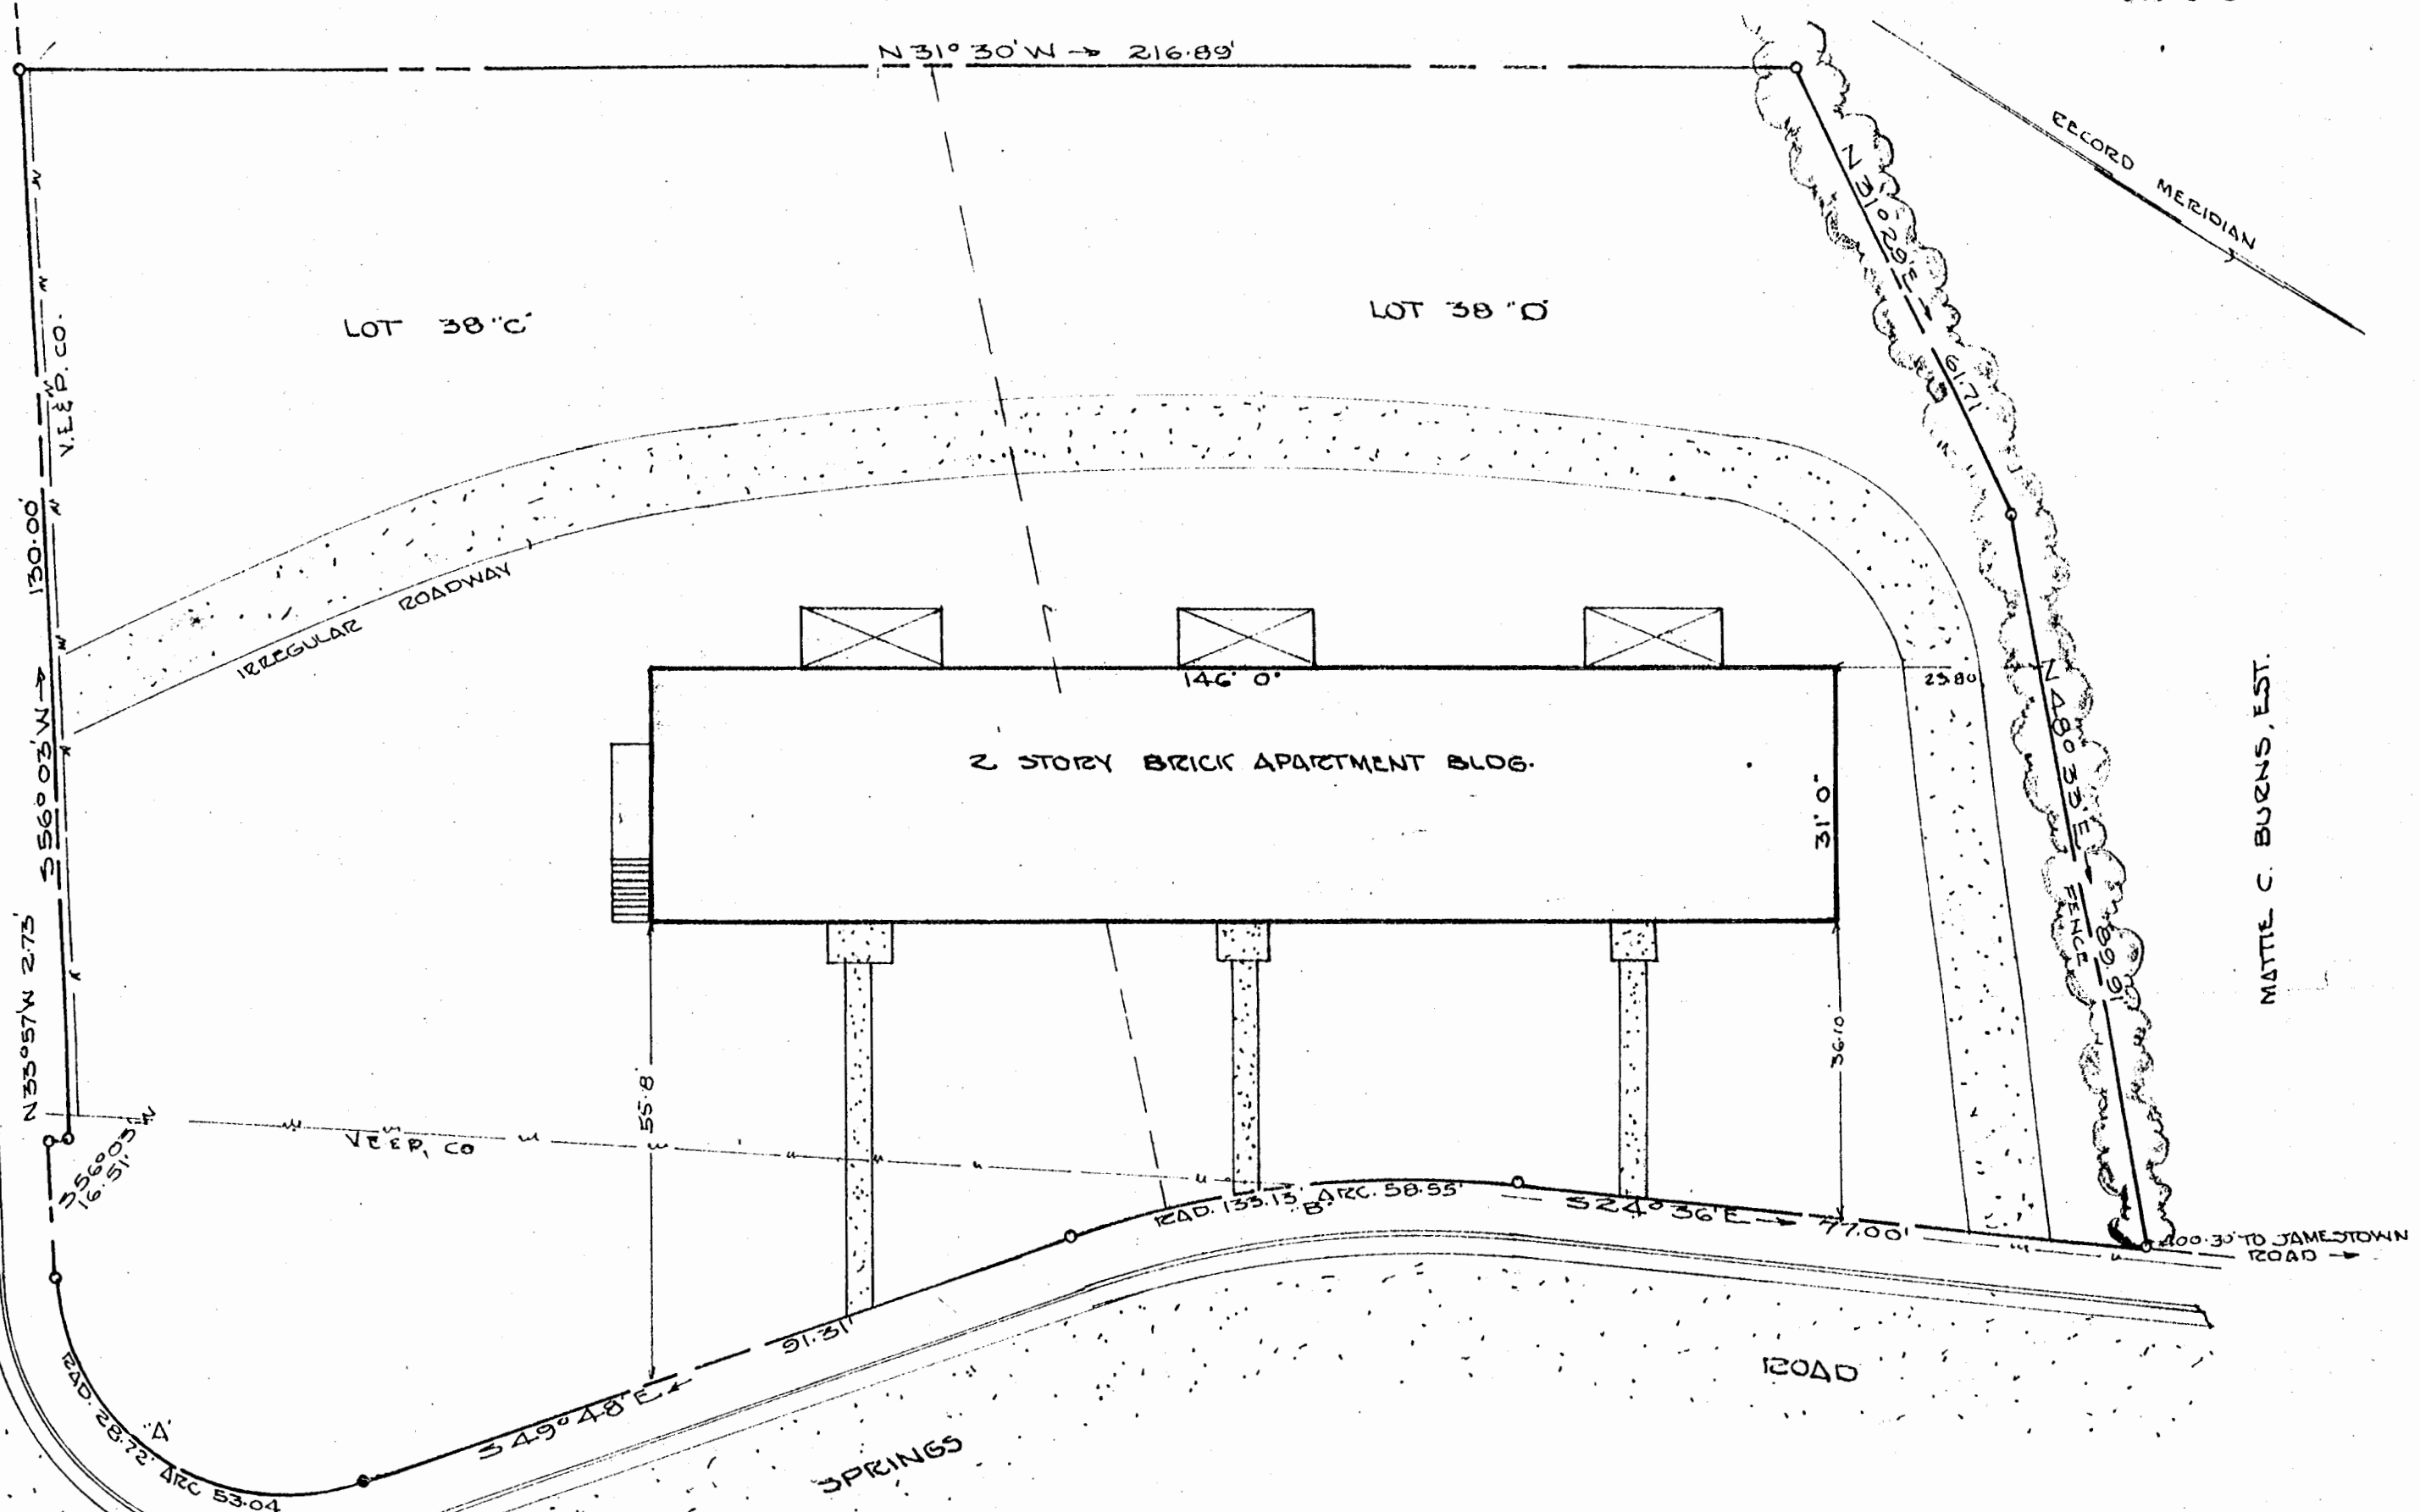 N 31° 30' W → 216.89'
RECORD MERIDIAN
N 31° 29' E
61.71
LOT 38 "C"
LOT 38 "D"
V.E.&P. CO.
130.00'
S 56° 03' W →
IRREGULAR ROADWAY
146' 0"
23.80
2 STORY BRICK APARTMENT BLDG.
31' 0"
N 48° 33' E
FENCE
89.91
MATTIE C. BURNS, EST.
N 33° 57' W 2.73'
S 56° 03' W
16.51'
V.E.&P. CO
55.8'
36.10'
RAD. 133.13' ARC. 58.55'
"B"
S 24° 36' E → 77.00'
400.30' TO JAMESTOWN
ROAD →
91.31'
S 49° 48' E
"A"
RAD. 28.72' ARC 53.04
SPRINGS ROAD